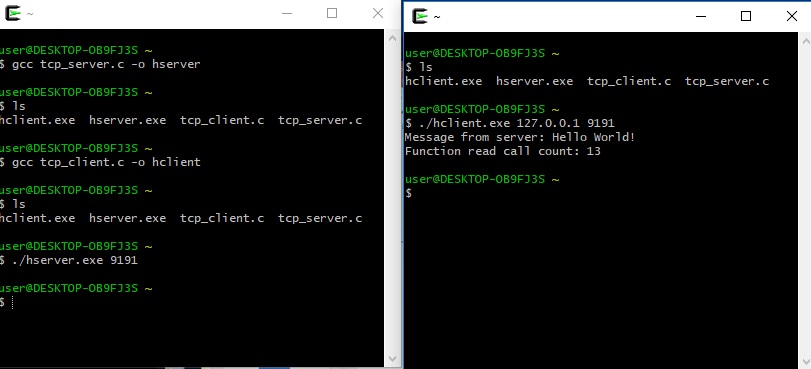 ~
user@DESKTOP-OB9FJ3S ~
$ gcc tcp_server.c -o hserver
user@DESKTOP-OB9FJ3S ~
$ ls
hclient.exe  hserver.exe  tcp_client.c  tcp_server.c
user@DESKTOP-OB9FJ3S ~
$ gcc tcp_client.c -o hclient
user@DESKTOP-OB9FJ3S ~
$ ls
hclient.exe  hserver.exe  tcp_client.c  tcp_server.c
user@DESKTOP-OB9FJ3S ~
$ ./hserver.exe 9191
user@DESKTOP-OB9FJ3S ~
$
~
user@DESKTOP-OB9FJ3S ~
$ ls
hclient.exe  hserver.exe  tcp_client.c  tcp_server.c
user@DESKTOP-OB9FJ3S ~
$ ./hclient.exe 127.0.0.1 9191
Message from server: Hello World!
Function read call count: 13
user@DESKTOP-OB9FJ3S ~
$